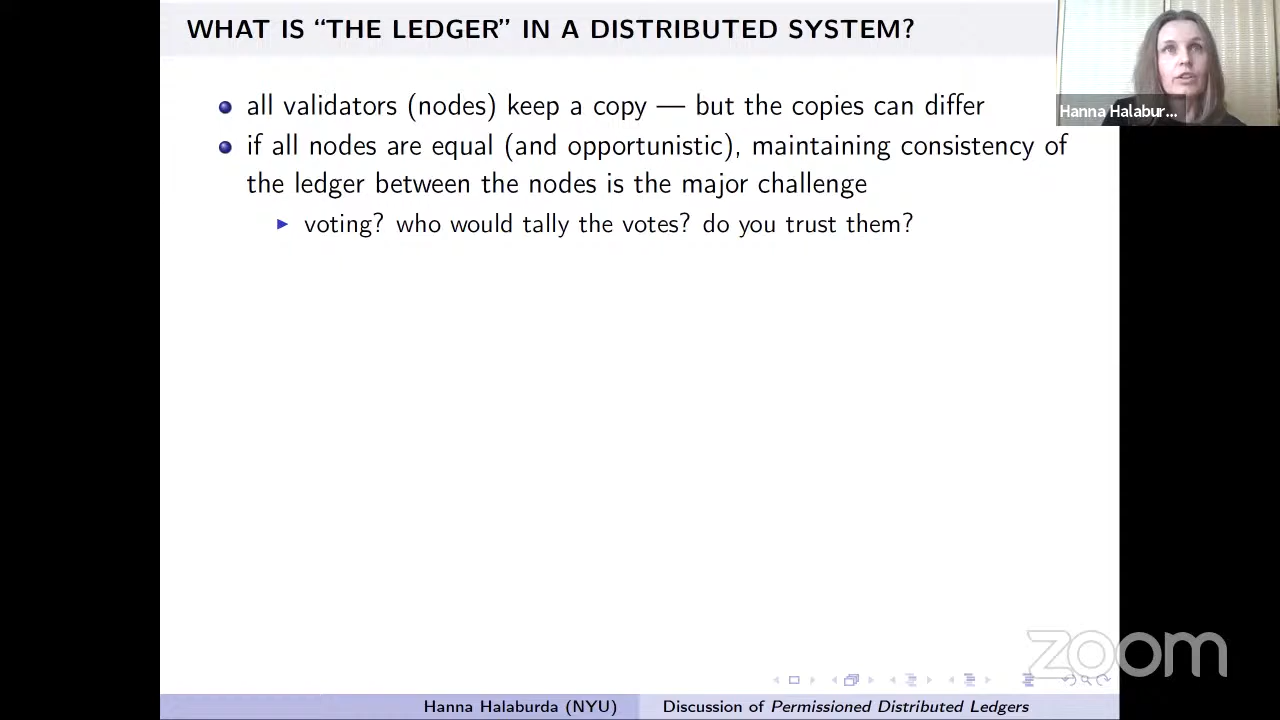 WHAT IS “THE LEDGER” IN A DISTRIBUTED SYSTEM?
Hanna Halabur...
all validators (nodes) keep a copy — but the copies can differ
if all nodes are equal (and opportunistic), maintaining consistency of
the ledger between the nodes is the major challenge
voting? who would tally the votes? do you trust them?
zoom
Hanna Halaburda (NYU)
Discussion of Permissioned Distributed Ledgers